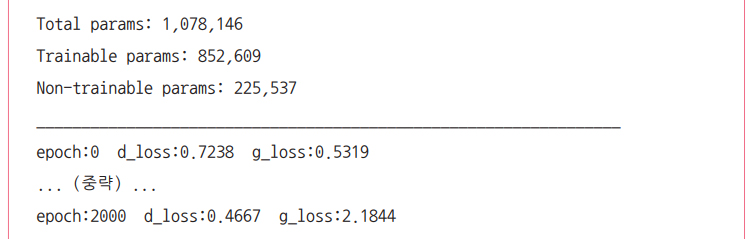 Total params: 1,078,146
Trainable params: 852,609
Non-trainable params: 225,537
_________________________________________________________________
epoch:0 d_loss:0.7238 g_loss:0.5319
... (중략) ...
epoch:2000 d_loss:0.4667 g_loss:2.1844